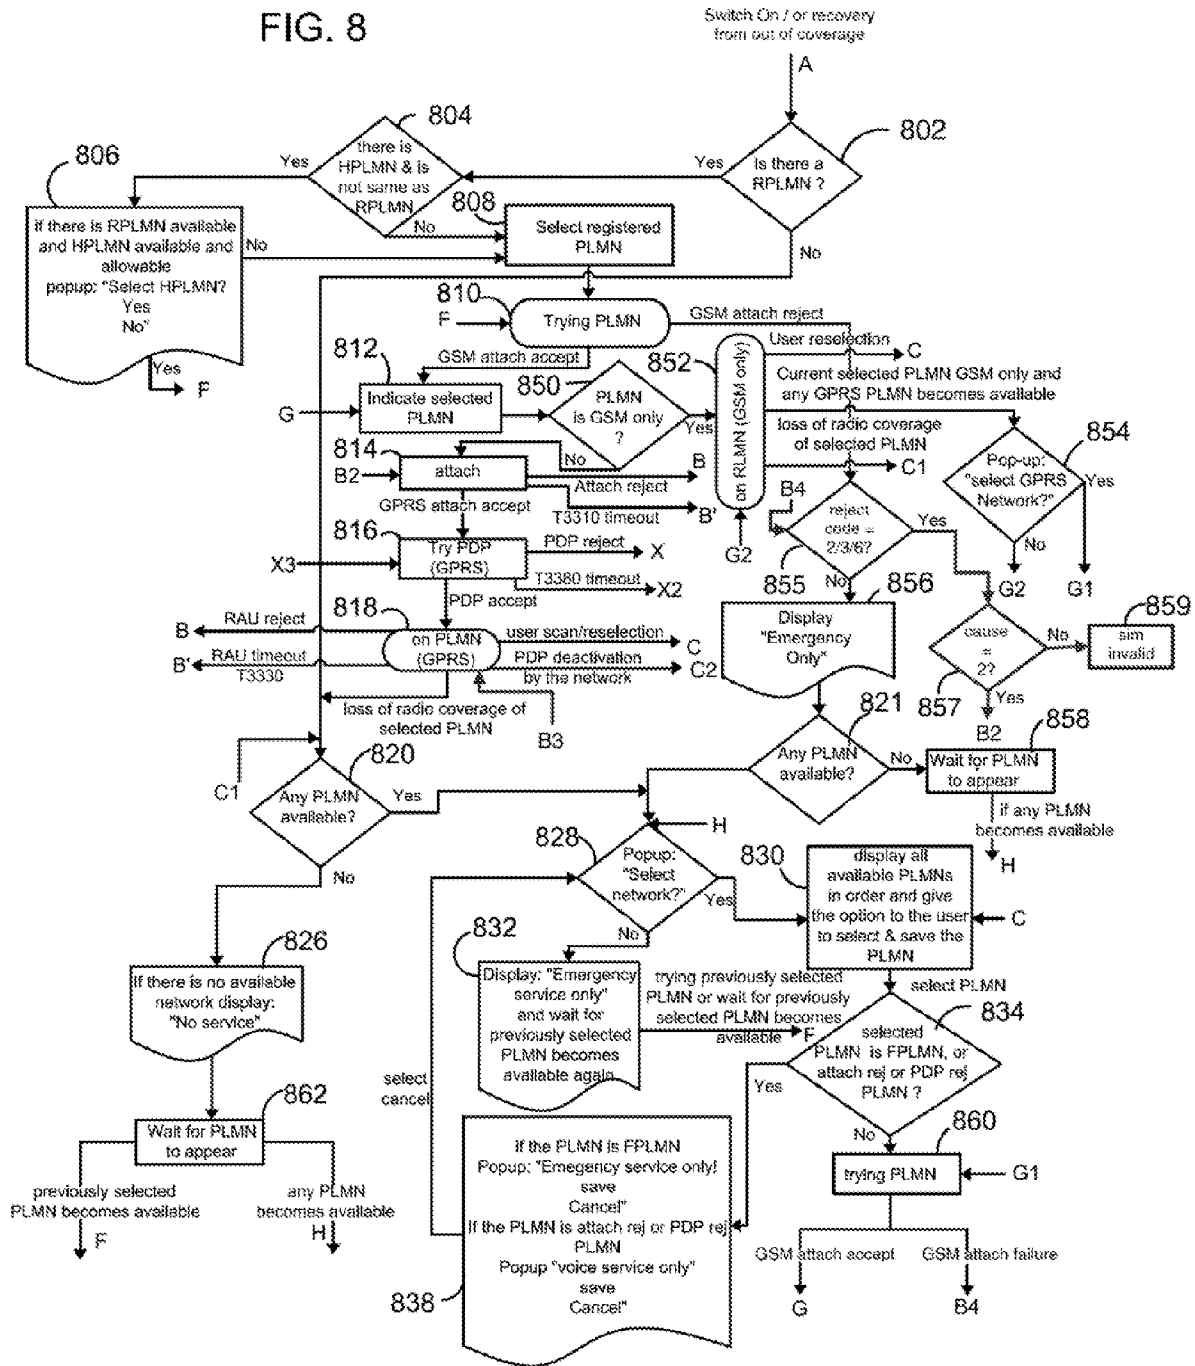 FIG. 8
Switch On / or recovery
from out of coverage
A
804
802
there is
HPLMN & is
not same as
RPLMN
Yes
Yes
Is there a
RPLMN ?
806
If there is RPLMN available
and HPLMN available and
allowable
popup: "Select HPLMN?
Yes
No"
No
No
808
Select registered
PLMN
No
Yes
F
810
F
Trying PLMN
GSM attach reject
GSM attach accept
812
G
Indicate selected
PLMN
850
PLMN
is GSM only
?
Yes
No
852
on RLMN (GSM only)
User reselection
C
Current selected PLMN GSM only and
any GPRS PLMN becomes available
loss of radio coverage
of selected PLMN
C1
G2
854
Pop-up:
"select GPRS
Network?"
Yes
No
G2
G1
814
B2
attach
B
Attach reject
GPRS attach accept
T3310 timeout
B'
816
X3
Try PDP
(GPRS)
PDP reject
X
T3380 timeout
X2
PDP accept
B4
reject
code =
2/3/6?
Yes
855
No
856
Display
"Emergency
Only"
cause
=
2?
No
859
sim
invalid
857
Yes
B2
818
B
RAU reject
on PLMN
(GPRS)
user scan/reselection
C
B'
RAU timeout
T3330
PDP deactivation
by the network
C2
loss of radio coverage of
selected PLMN
B3
820
C1
Any PLMN
available?
Yes
No
821
Any PLMN
available?
No
858
Wait for PLMN
to appear
if any PLMN
becomes available
H
828
H
Popup:
"Select
network?"
Yes
No
830
display all
available PLMNs
in order and give
the option to the user
to select & save the
PLMN
C
select PLMN
826
If there is no available
network display:
"No service"
832
Display: "Emergency
service only"
and wait for
previously selected
PLMN becomes
available again
trying previously selected
PLMN or wait for previously
selected PLMN becomes
available
F
834
selected
PLMN is FPLMN, or
attach rej or PDP rej
PLMN ?
Yes
No
select
cancel
862
Wait for PLMN
to appear
previously selected
PLMN becomes available
F
any PLMN
becomes available
H
838
if the PLMN is FPLMN
Popup: "Emegency service only!
save
Cancel"
If the PLMN is attach rej or PDP rej
PLMN
Popup "voice service only"
save
Cancel"
860
trying PLMN
G1
GSM attach accept
GSM attach failure
G
B4